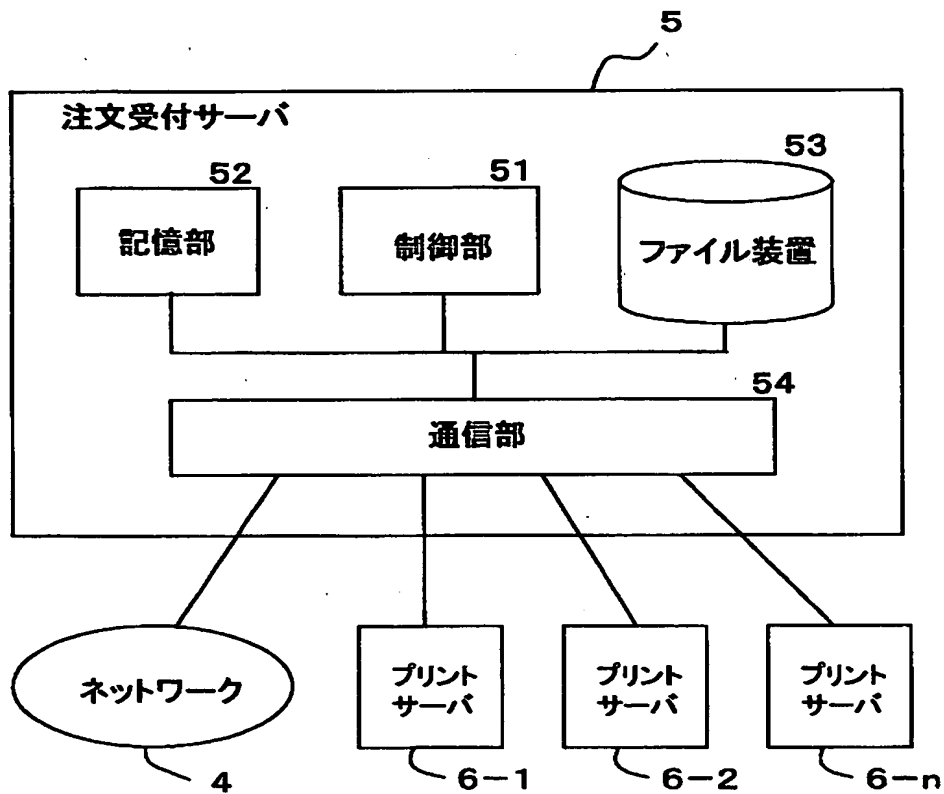 5
注文受付サーバ
52
51
53
記憶部
制御部
ファイル装置
54
通信部
ネットワーク
プリント
サーバ
プリント
サーバ
プリント
サーバ
4
6-1
6-2
6-n